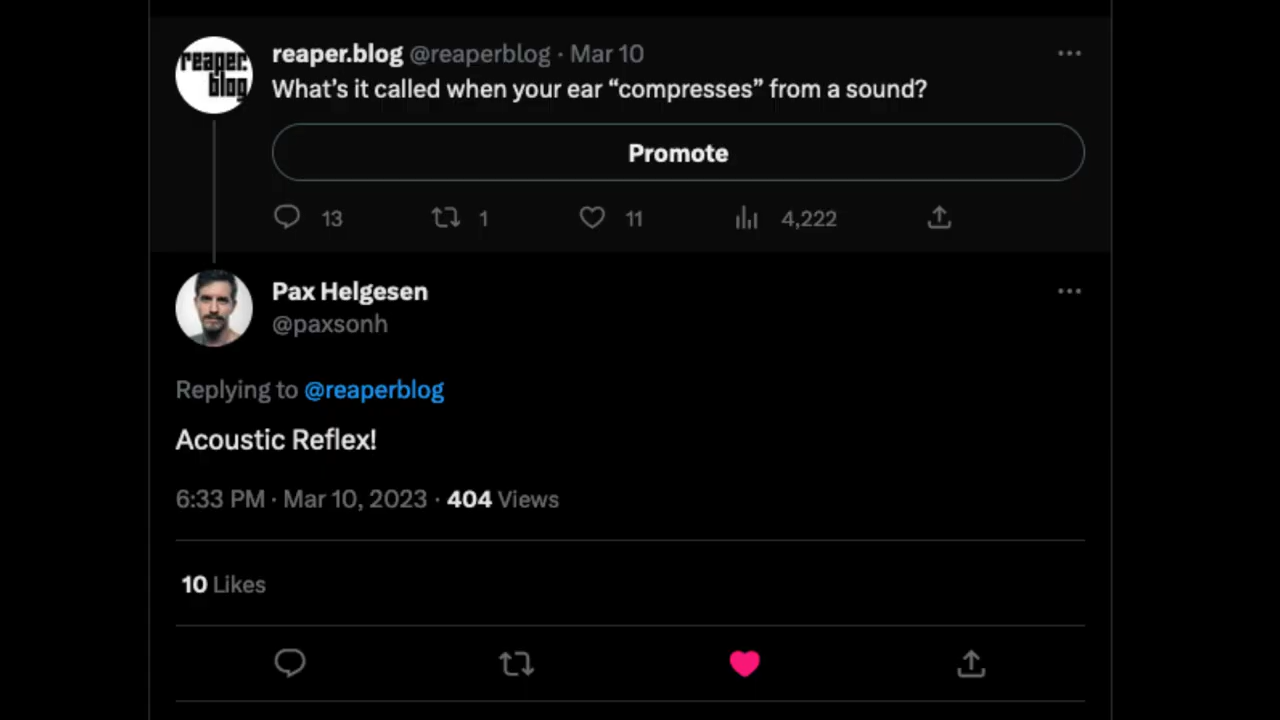 reaper.
blog
reaper.blog @reaperblog · Mar 10
What's it called when your ear “compresses” from a sound?
Promote
13 1 11 4,222
Pax Helgesen
@paxsonh
Replying to @reaperblog
Acoustic Reflex!
6:33 PM · Mar 10, 2023 · 404 Views
10 Likes